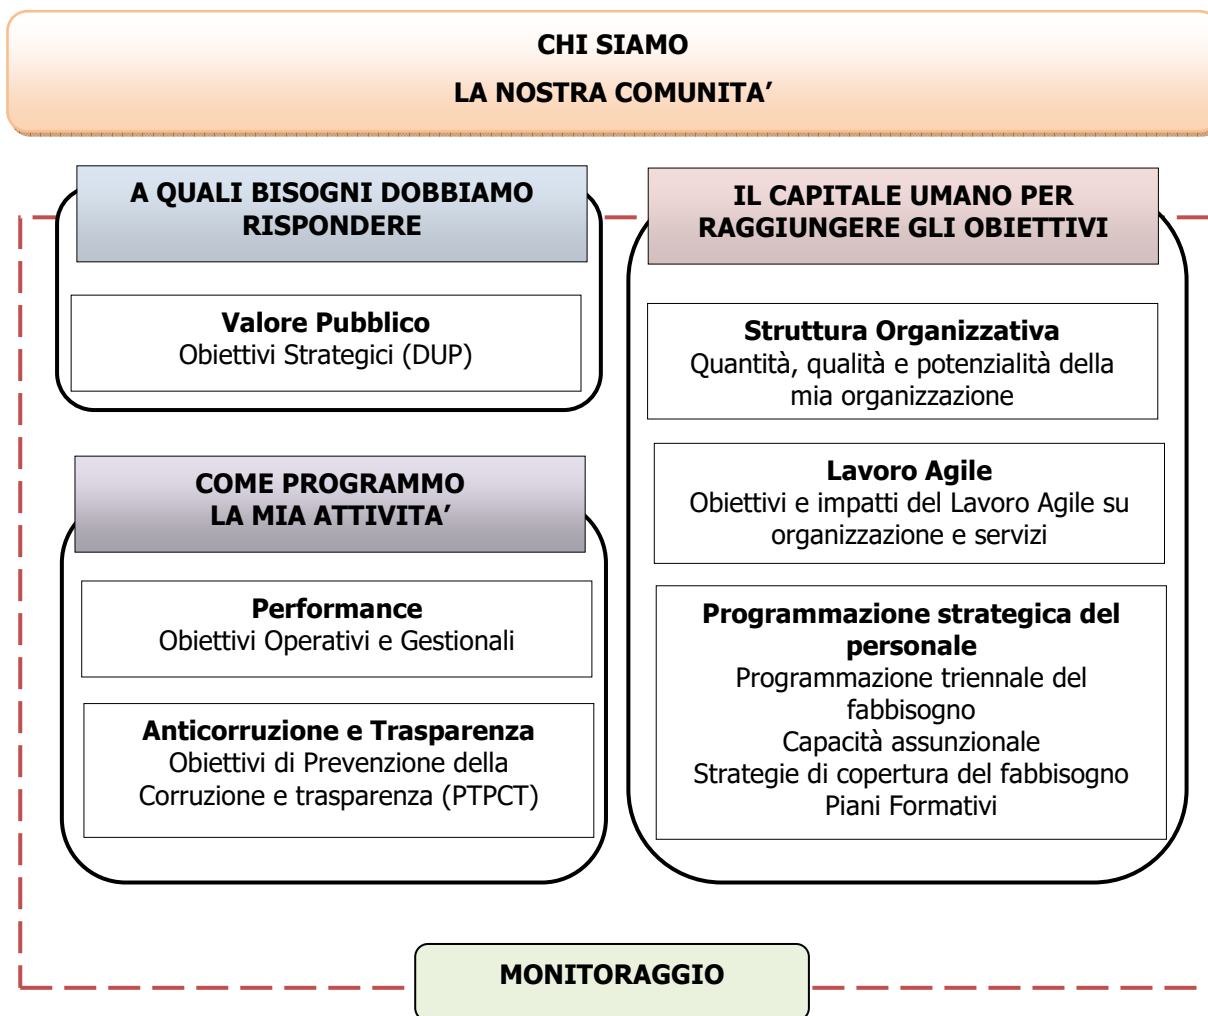 CHI SIAMO
LA NOSTRA COMUNITA’
A QUALI BISOGNI DOBBIAMO
RISPONDERE
Valore Pubblico
Obiettivi Strategici (DUP)
COME PROGRAMMO
LA MIA ATTIVITA’
Performance
Obiettivi Operativi e Gestionali
Anticorruzione e Trasparenza
Obiettivi di Prevenzione della
Corruzione e trasparenza (PTPCT)
IL CAPITALE UMANO PER
RAGGIUNGERE GLI OBIETTIVI
Struttura Organizzativa
Quantità, qualità e potenzialità della
mia organizzazione
Lavoro Agile
Obiettivi e impatti del Lavoro Agile su
organizzazione e servizi
Programmazione strategica del
personale
Programmazione triennale del
fabbisogno
Capacità assunzionale
Strategie di copertura del fabbisogno
Piani Formativi
MONITORAGGIO